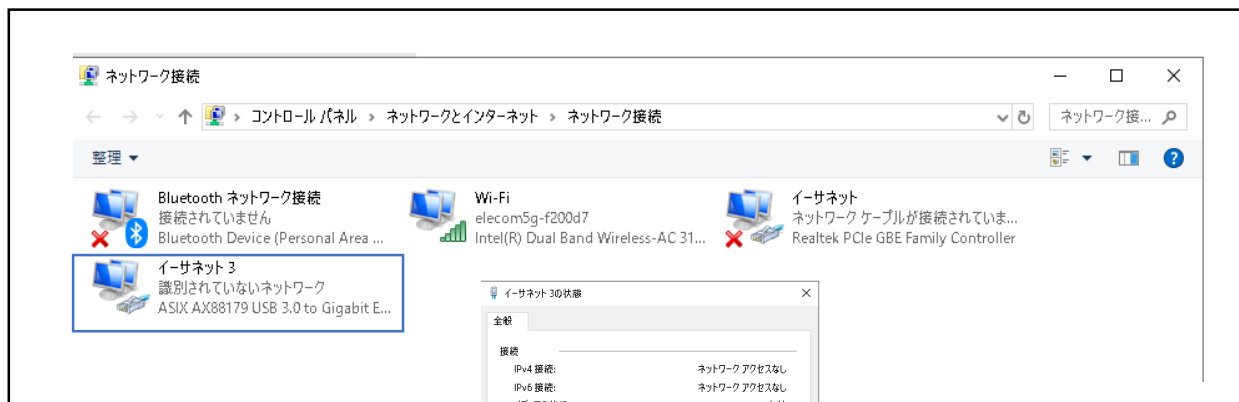 ネットワーク接続
コントロール パネル › ネットワークとインターネット › ネットワーク接続
ネットワーク接...
整理
Bluetooth ネットワーク接続
接続されていません
Bluetooth Device (Personal Area ...
Wi-Fi
elecom5g-f200d7
Intel(R) Dual Band Wireless-AC 31...
イーサネット
ネットワーク ケーブルが接続されていま...
Realtek PCIe GBE Family Controller
イーサネット 3
識別されていないネットワーク
ASIX AX88179 USB 3.0 to Gigabit E...
イーサネット 3の状態
全般
接続
IPv4 接続: ネットワーク アクセスなし
IPv6 接続: ネットワーク アクセスなし